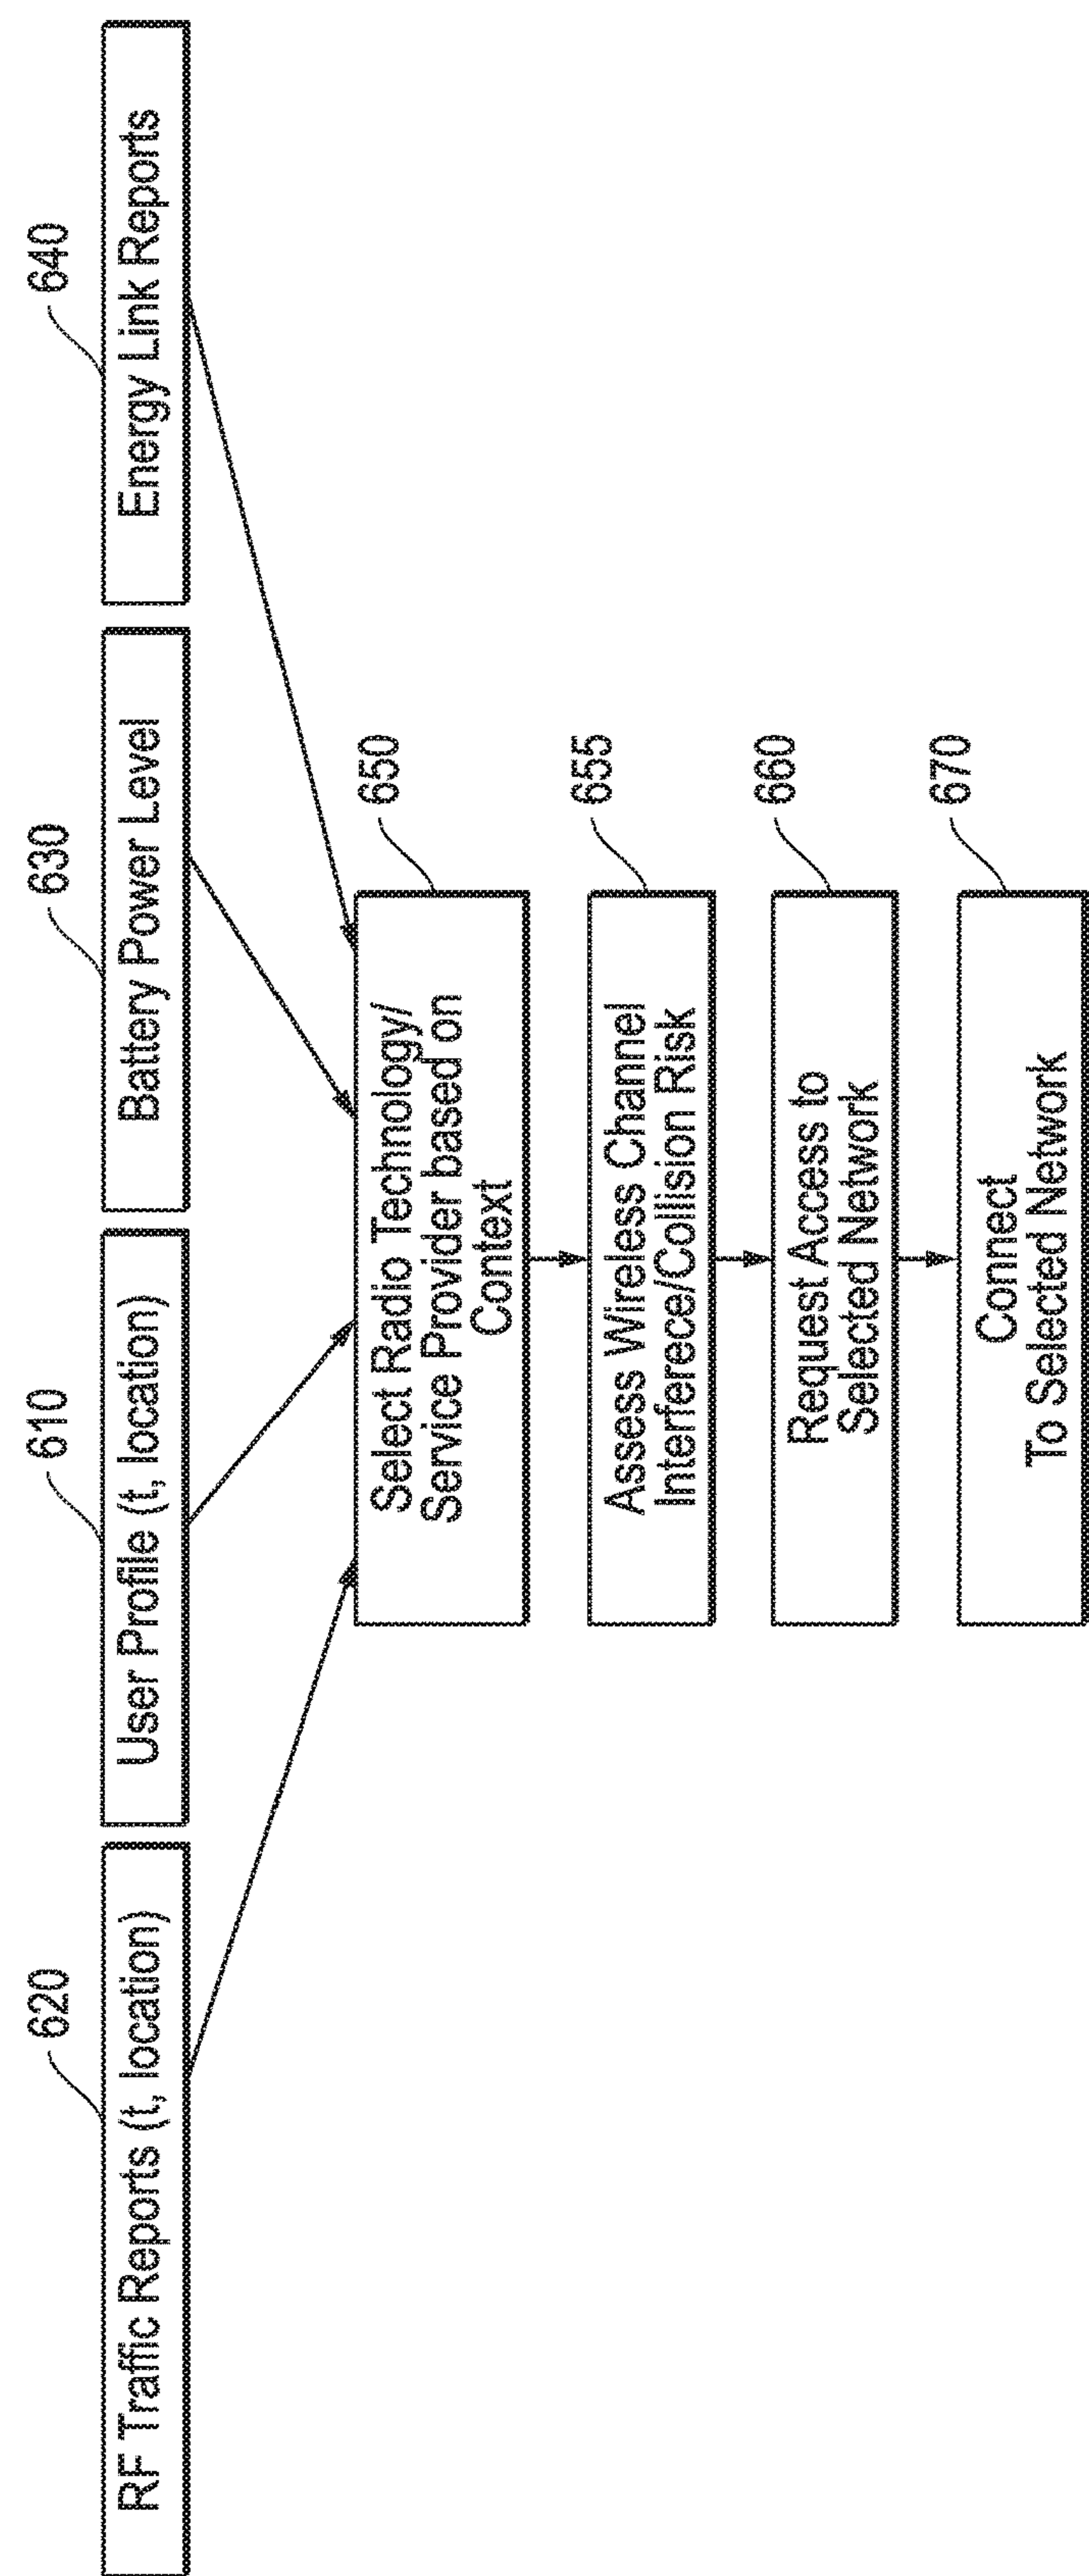 620
610
630
640
RF Traffic Reports (t, location)
User Profile (t, location)
Battery Power Level
Energy Link Reports
650
Select Radio Technology/
Service Provider based on
Context
655
Assess Wireless Channel
Interferece/Collision Risk
660
Request Access to
Selected Network
670
Connect
To Selected Network